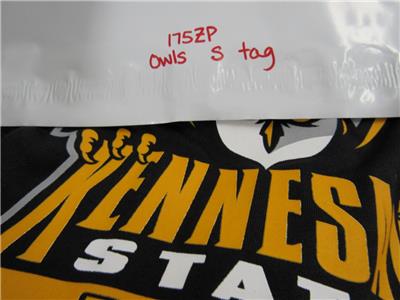 175ZP
owls S tag
KENNES
STAT